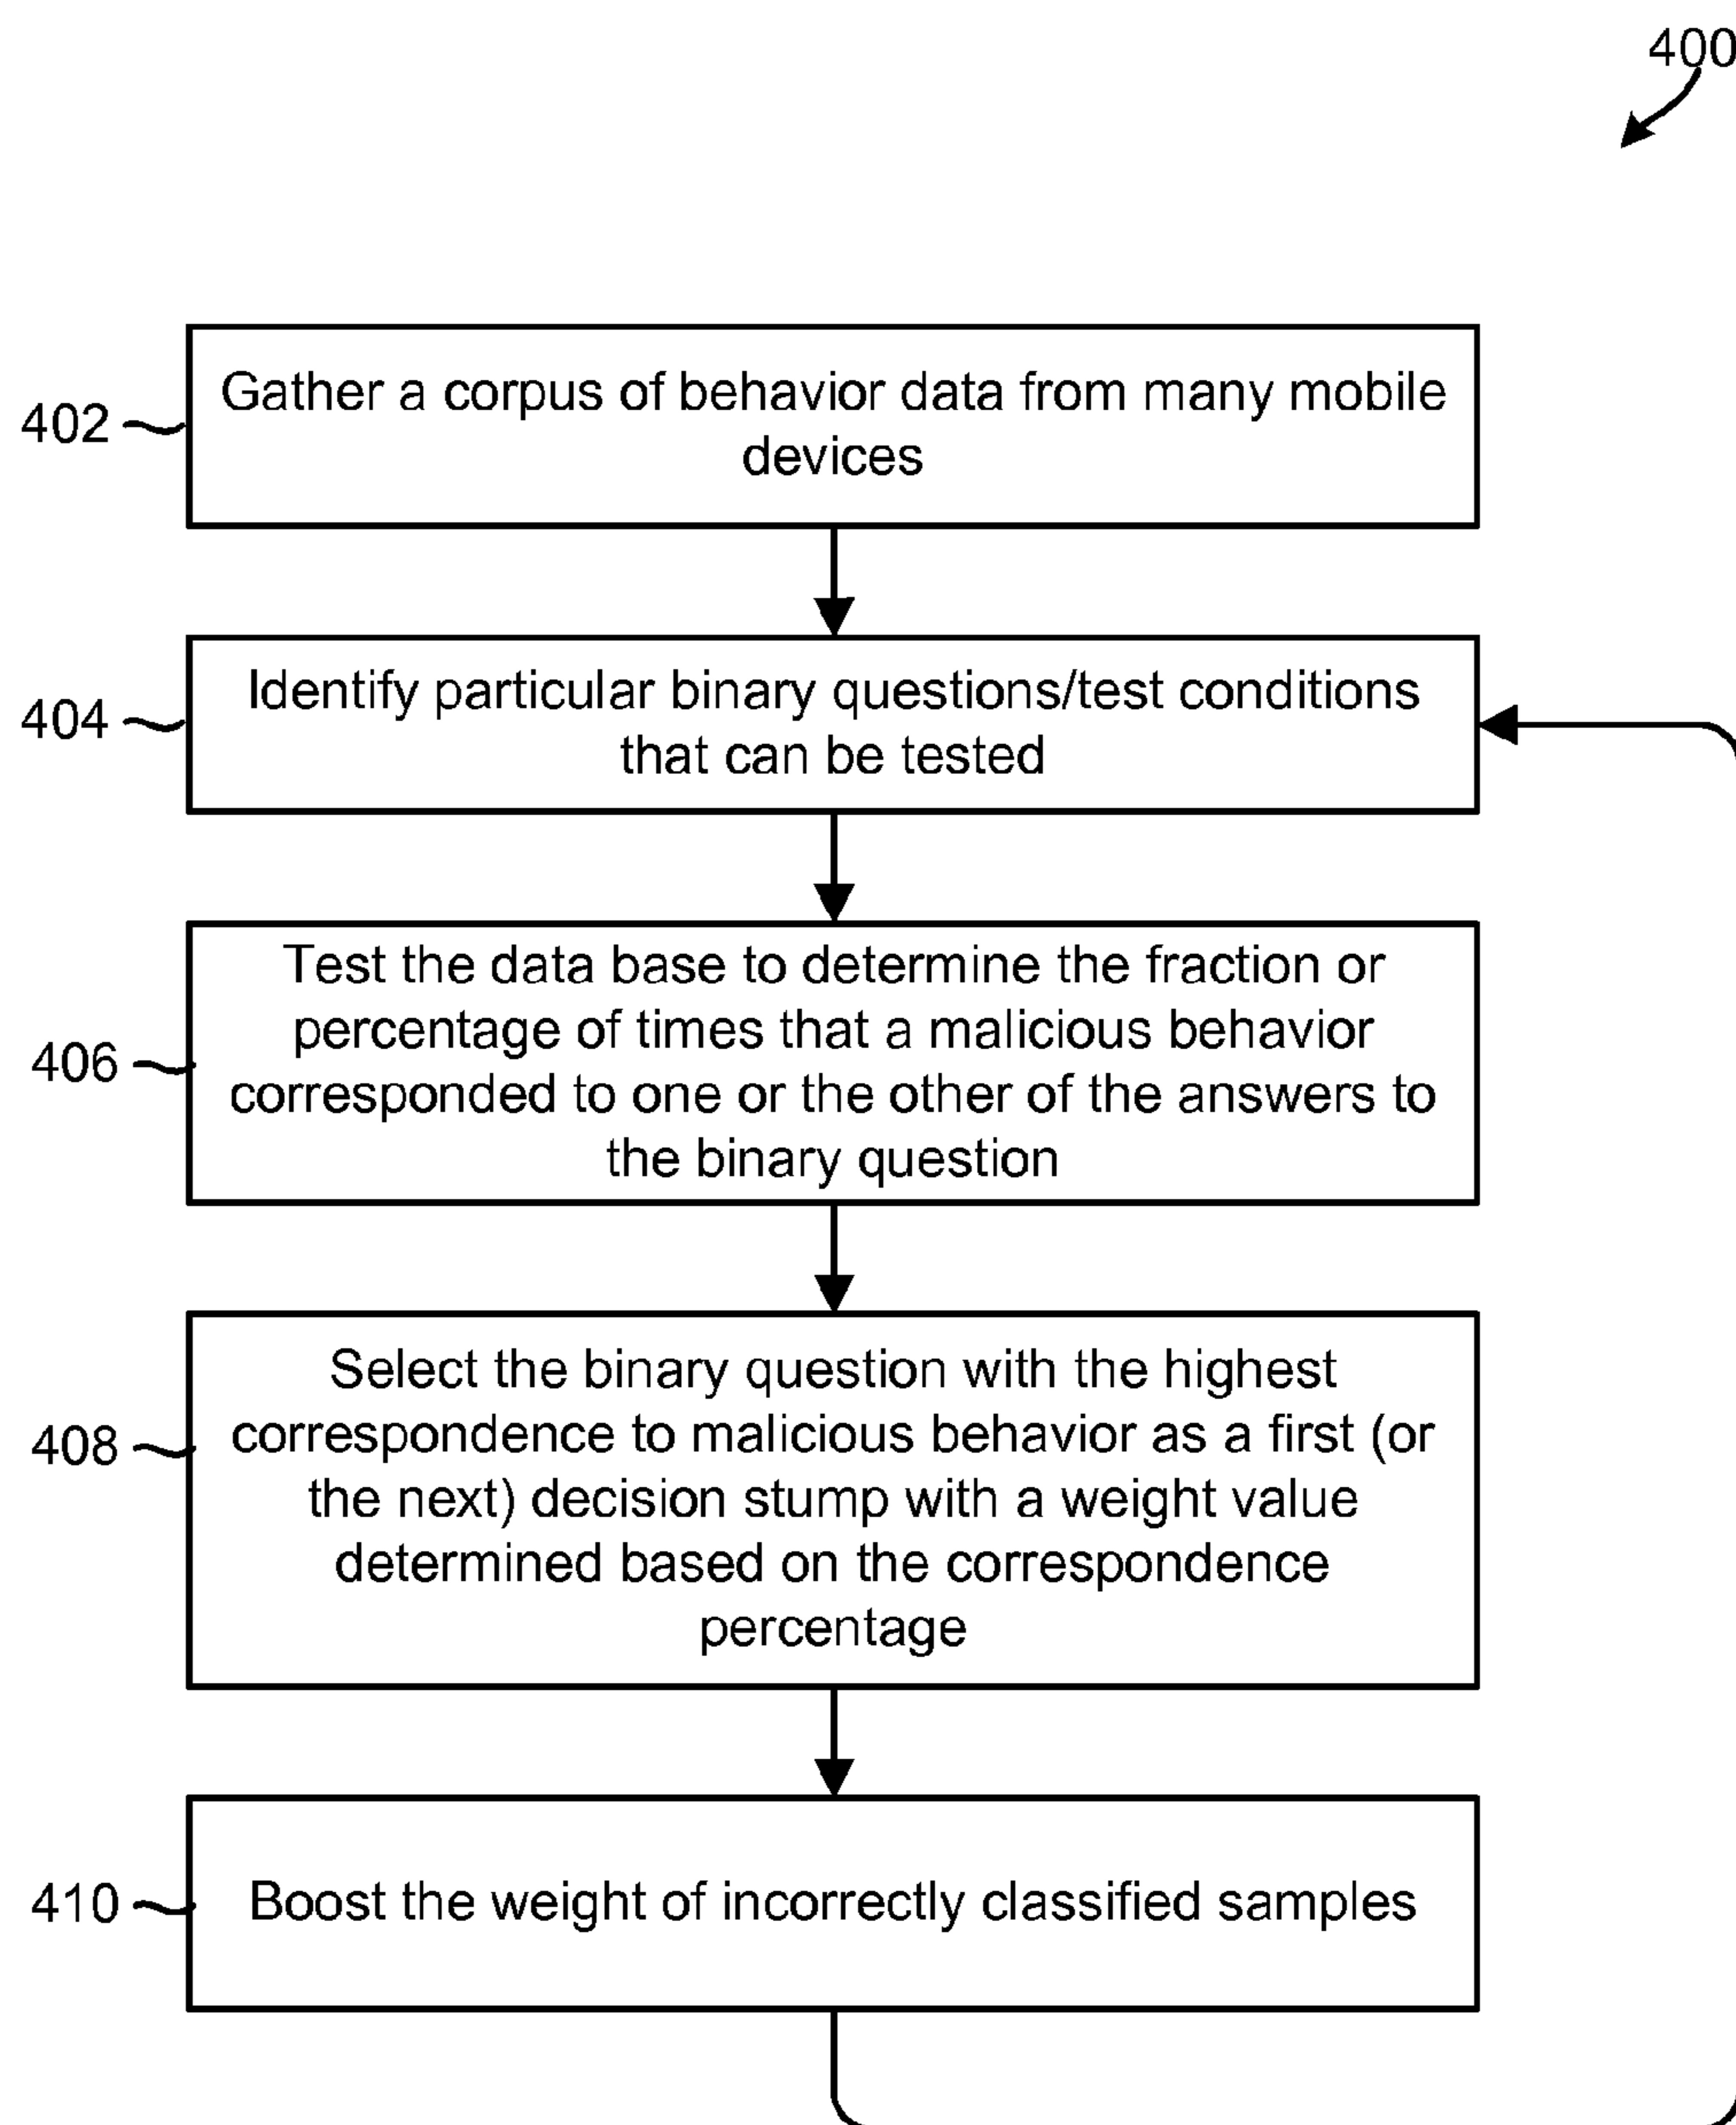 400
402
Gather a corpus of behavior data from many mobile
devices
404
Identify particular binary questions/test conditions
that can be tested
406
Test the data base to determine the fraction or
percentage of times that a malicious behavior
corresponded to one or the other of the answers to
the binary question
408
Select the binary question with the highest
correspondence to malicious behavior as a first (or
the next) decision stump with a weight value
determined based on the correspondence
percentage
410
Boost the weight of incorrectly classified samples